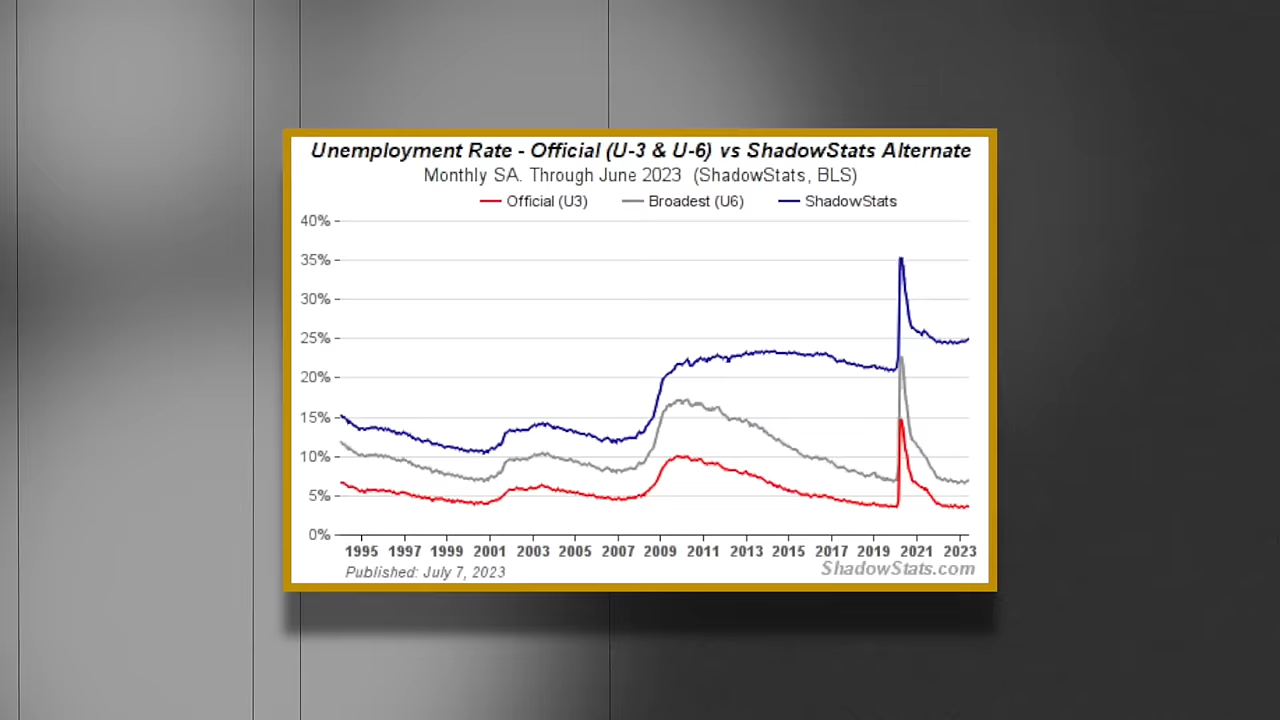 Unemployment Rate - Official (U-3 & U-6) vs ShadowStats Alternate
Monthly SA. Through June 2023 (ShadowStats, BLS)
Official (U3) Broadest (U6) ShadowStats
40%
35%
30%
25%
20%
15%
10%
5%
0%
1995 1997 1999 2001 2003 2005 2007 2009 2011 2013 2015 2017 2019 2021 2023
Published: July 7, 2023
ShadowStats.com